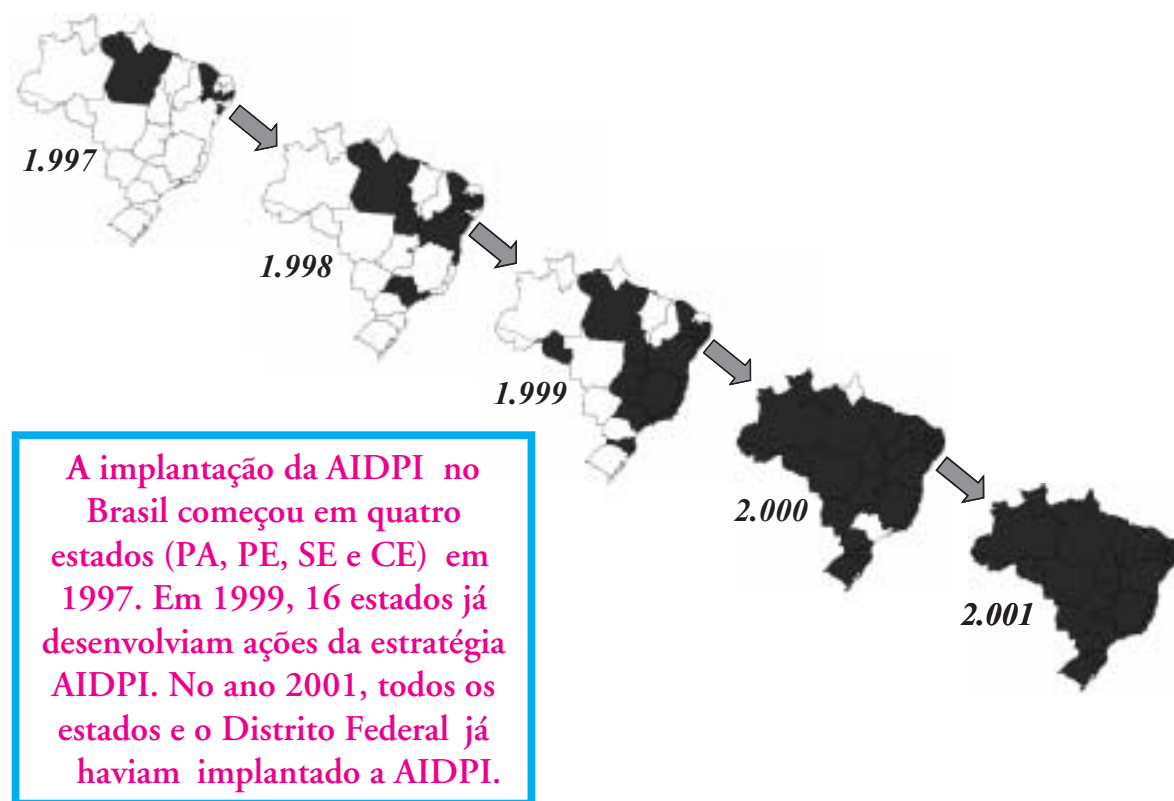 1.997
1.998
1.999
2.000
2.001
A implantação da AIDPI no
Brasil começou em quatro
estados (PA, PE, SE e CE) em
1997. Em 1999, 16 estados já
desenvolviam ações da estratégia
AIDPI. No ano 2001, todos os
estados e o Distrito Federal já
haviam implantado a AIDPI.